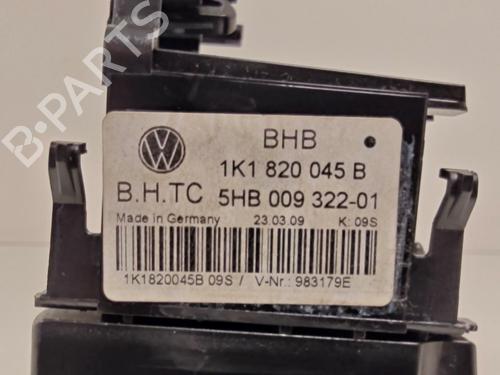 B-PARTS
BHB
1K1 820 045 B
B.H.TC 5HB 009 322-01
Made in Germany 23.03.09 K: 09S
1K1820045B 09S / V-Nr.: 983179E